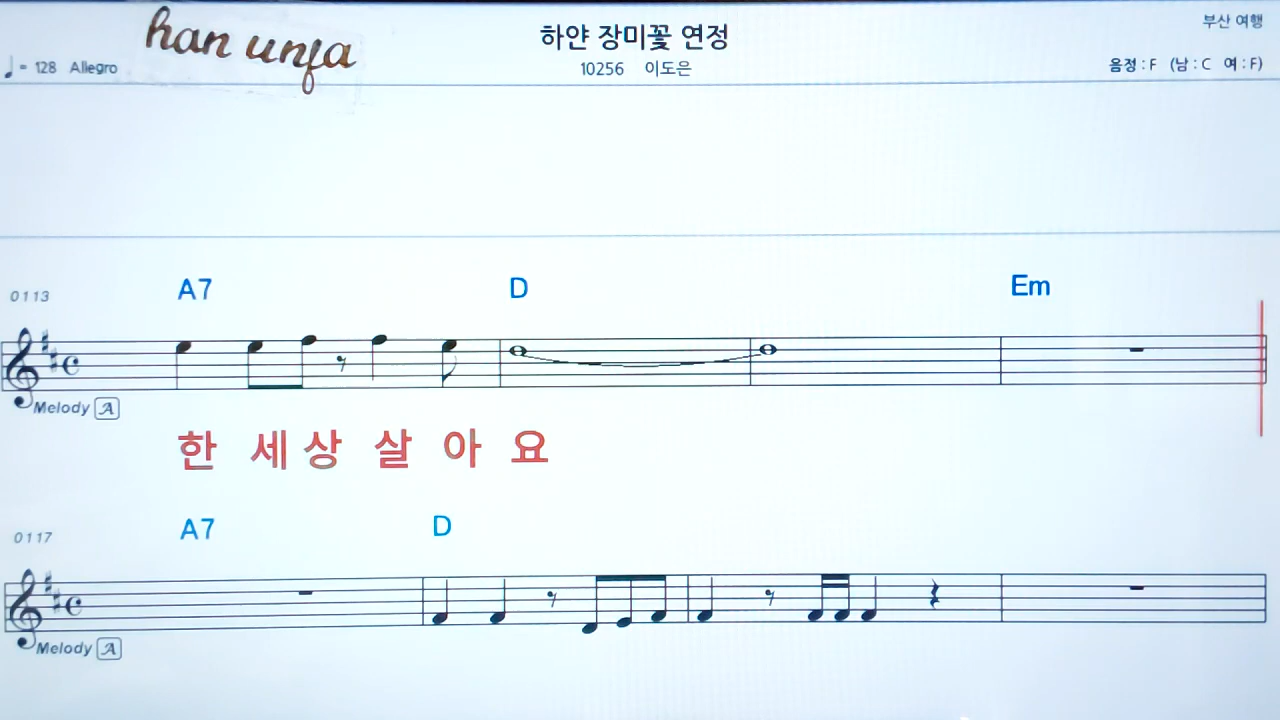 han unfa
하얀 장미꽃 연정
부산 여행
♩ = 128 Allegro
10256 이도은
음정 : F (남 : C 여 : F)
0113
A7 D Em
Melody A
한 세 상 살 아 요
0117
A7 D
Melody A